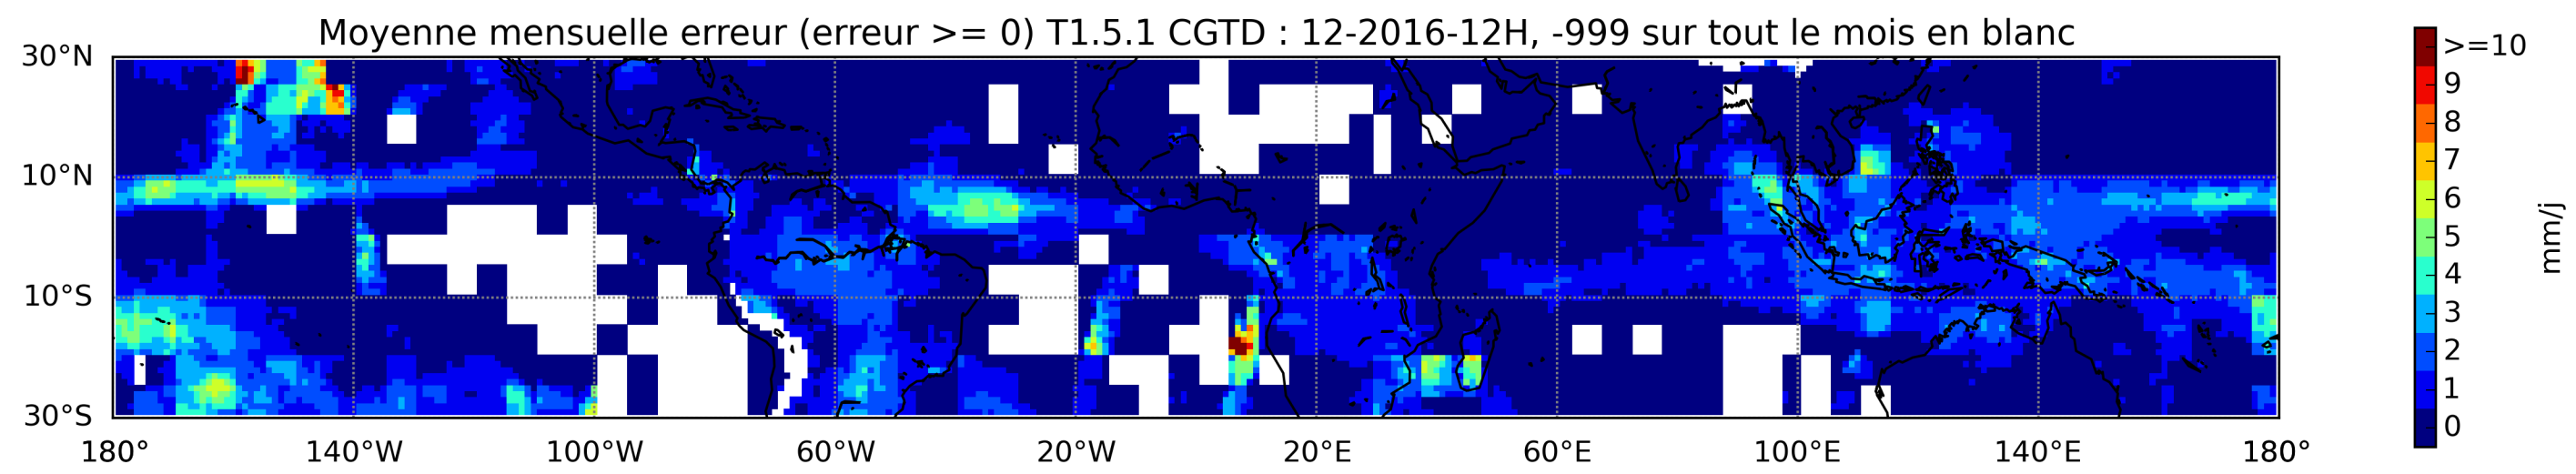 Moyenne mensuelle erreur (erreur >= 0) T1.5.1 CGTD : 12-2016-12H, -999 sur tout le mois en blanc
30°N
10°N
10°S
30°S
180° 140°W 100°W 60°W 20°W 20°E 60°E 100°E 140°E 180°
>=10
9
8
7
6
5
4
3
2
1
0
mm/j